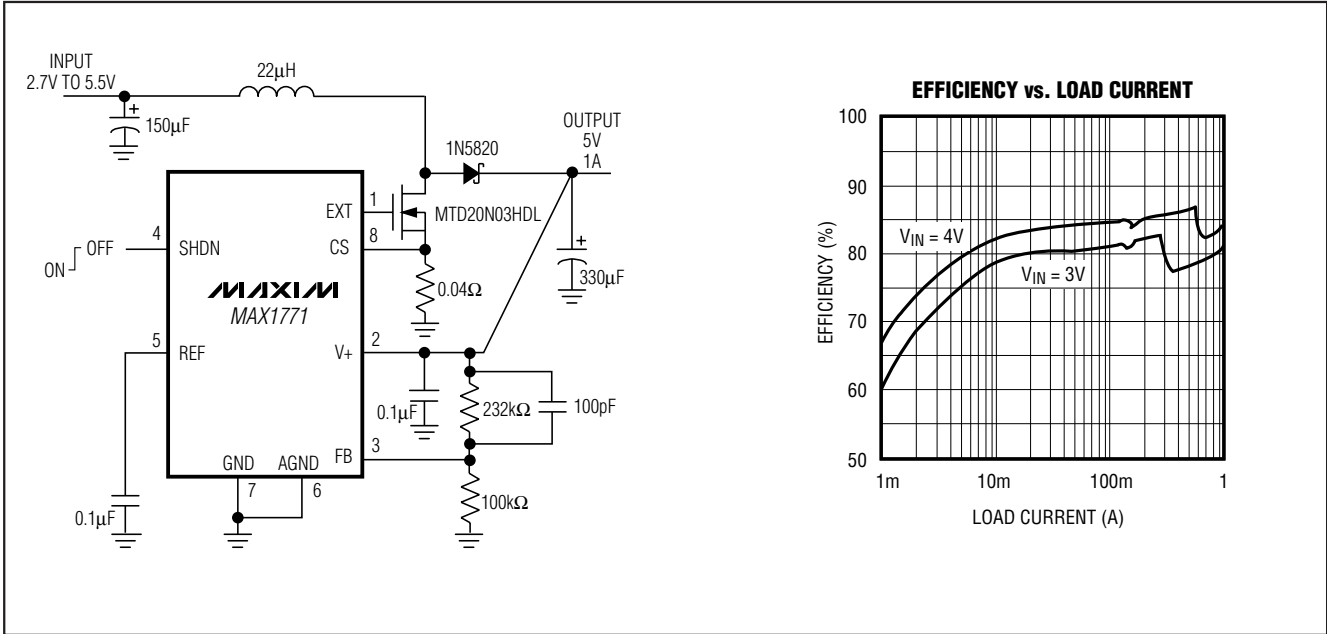 INPUT
2.7V TO 5.5V
22μH
150μF
1N5820
OUTPUT
5V
1A
EXT
1
MTD20N03HDL
4
OFF
ON
SHDN
CS
8
330μF
0.04Ω
MAXIM
MAX1771
5
REF
V+
2
0.1μF
232kΩ
100pF
FB
3
GND
AGND
7
6
100kΩ
0.1μF
EFFICIENCY vs. LOAD CURRENT
100
90
80
70
60
50
EFFICIENCY (%)
VIN = 4V
VIN = 3V
1m
10m
100m
1
LOAD CURRENT (A)